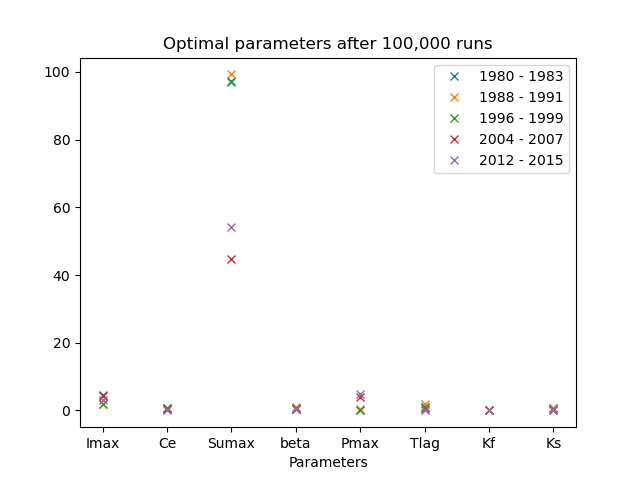 Optimal parameters after 100,000 runs
1980 - 1983
1988 - 1991
1996 - 1999
2004 - 2007
2012 - 2015
100
80
60
40
20
0
Imax Ce Sumax beta Pmax Tlag Kf Ks
Parameters